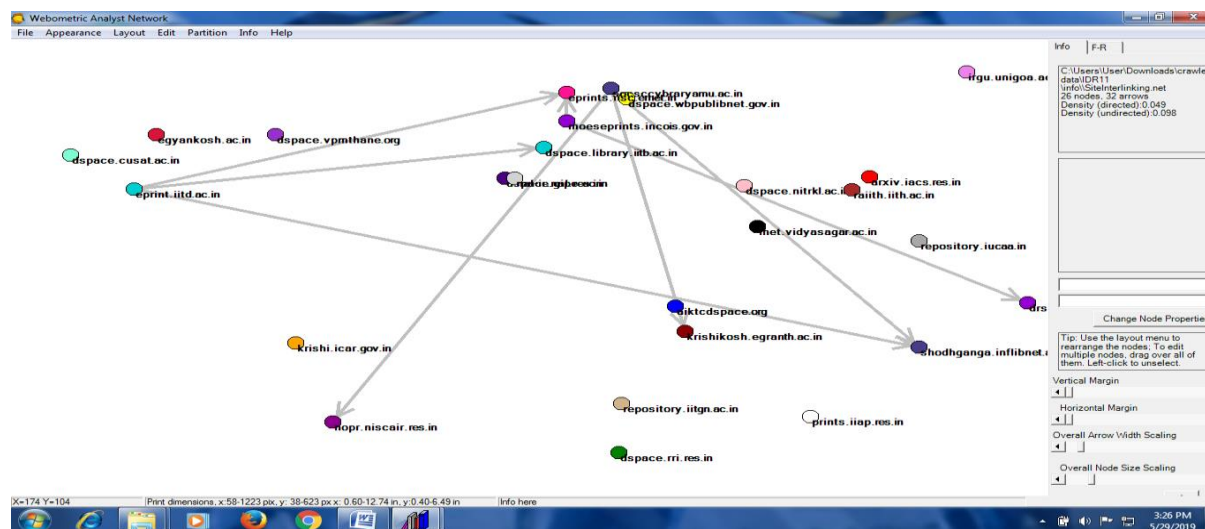 Webometric Analyst Network
File Appearance Layout Edit Partition Info Help
Info F-R
C:\Users\User\Downloads\crawle
data\IDR11
\info\\SiteInterlinking.net
26 nodes, 32 arrows
Density (directed):0.049
Density (undirected):0.098
irgu.unigoa.ac
dspace.wbpublibnet.gov.in
moeseprints.incois.gov.in
egyankosh.ac.in
dspace.vpmthane.org
dspace.library.iitb.ac.in
dspace.cusat.ac.in
eprint.iitd.ac.in
dspace.nitrkl.ac.in
arxiv.iacs.res.in
raiith.iith.ac.in
inet.vidyasagar.ac.in
repository.iucaa.in
aiktcdspace.org
drs
krishikosh.egranth.ac.in
krishi.icar.gov.in
shodhganga.inflibnet.a
repository.iitgn.ac.in
nopr.niscair.res.in
prints.iiap.res.in
dspace.rri.res.in
Change Node Propertie
Tip: Use the layout menu to
rearrange the nodes; To edit
multiple nodes, drag over all of
them. Left-click to unselect.
Vertical Margin
Horizontal Margin
Overall Arrow Width Scaling
Overall Node Size Scaling
X=174 Y=104 Print dimensions, x:58-1223 pix, y: 38-623 px x: 0.60-12.74 in, y:0.40-6.49 in Info here
3:26 PM
5/29/2019